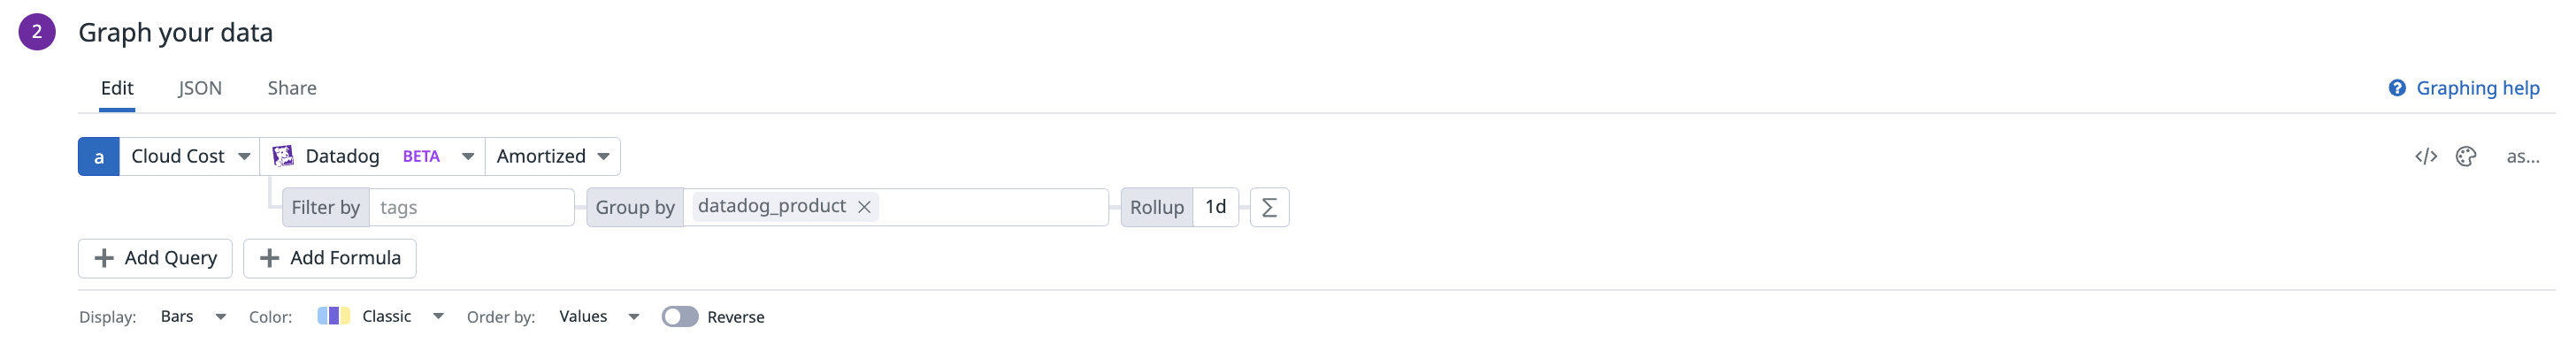 2 Graph your data
Edit JSON Share Graphing help
a Cloud Cost Datadog BETA Amortized as...
Filter by tags Group by datadog_product Rollup 1d Σ
Add Query Add Formula
Display: Bars Color: Classic Order by: Values Reverse